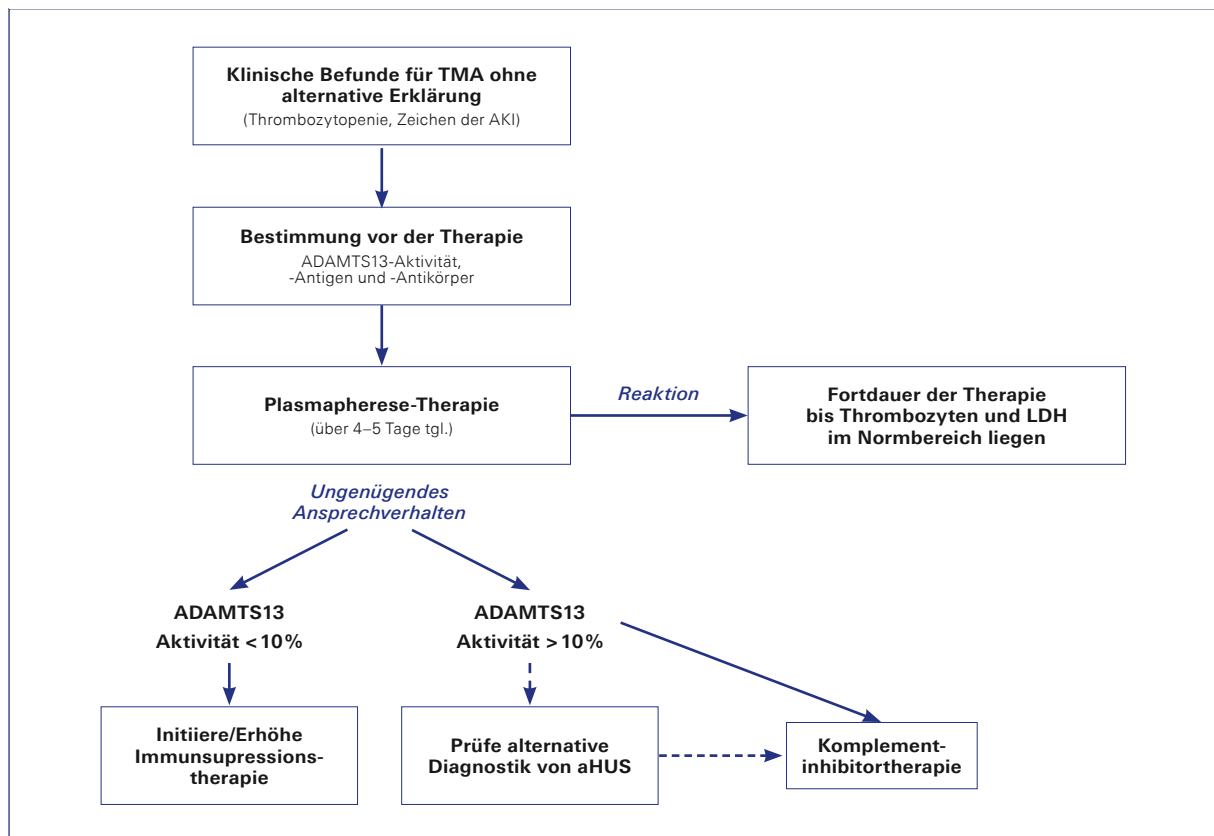 Klinische Befunde für TMA ohne
alternative Erklärung
(Thrombozytopenie, Zeichen der AKI)
Bestimmung vor der Therapie
ADAMTS13-Aktivität,
-Antigen und -Antikörper
Plasmapherese-Therapie
(über 4–5 Tage tgl.)
Reaktion
Fortdauer der Therapie
bis Thrombozyten und LDH
im Normbereich liegen
Ungenügendes
Ansprechverhalten
ADAMTS13
Aktivität <10%
ADAMTS13
Aktivität >10%
Initiiere/Erhöhe
Immunsupressions-
therapie
Prüfe alternative
Diagnostik von aHUS
Komplement-
inhibitortherapie